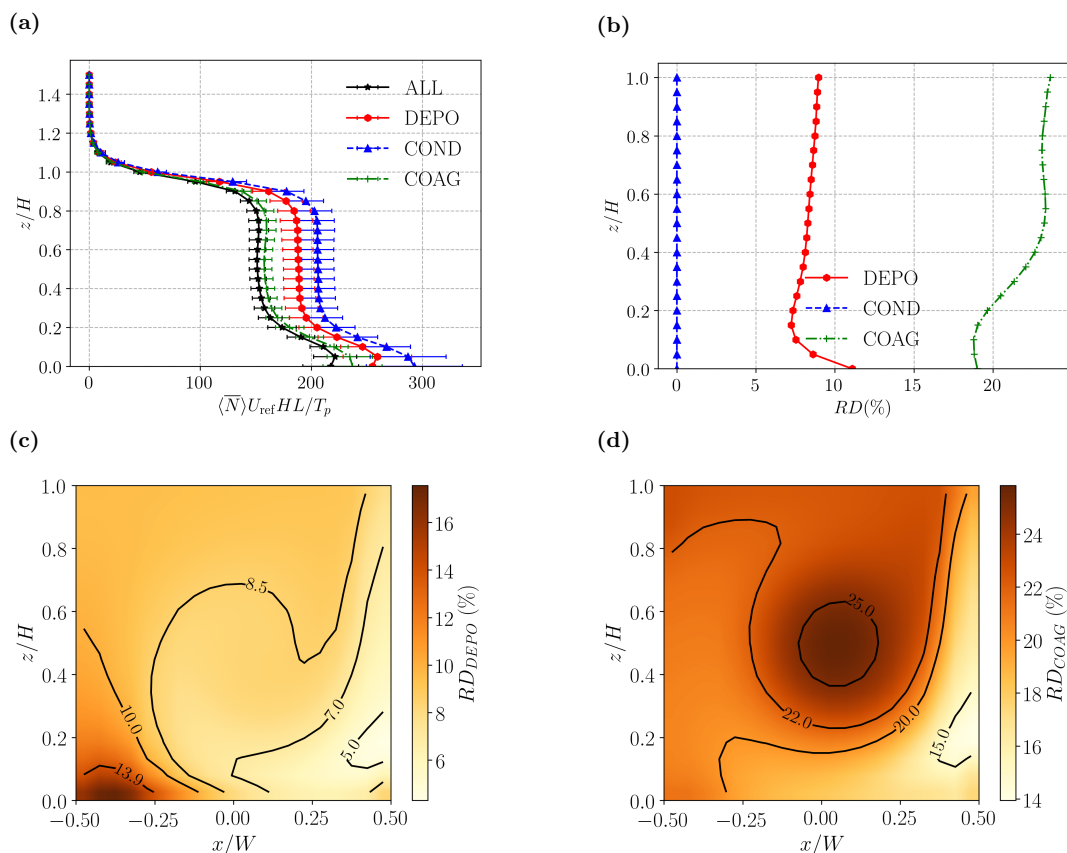 (a)
1.4
1.2
1.0
0.8
0.6
0.4
0.2
0.0
z/H
ALL
DEPO
COND
COAG
0 100 200 300
⟨N̅⟩U_ref HL/T_p
(b)
1.0
0.8
0.6
0.4
0.2
0.0
z/H
DEPO
COND
COAG
0 5 10 15 20
RD(%)
(c)
1.0
0.8
0.6
0.4
0.2
0.0
z/H
8.5
10.0
7.0
5.0
13.9
−0.50 −0.25 0.00 0.25 0.50
x/W
16
14
12
10
8
6
RD_DEPO (%)
(d)
1.0
0.8
0.6
0.4
0.2
0.0
z/H
25.0
22.0
20.0
15.0
−0.50 −0.25 0.00 0.25 0.50
x/W
24
22
20
18
16
14
RD_COAG (%)